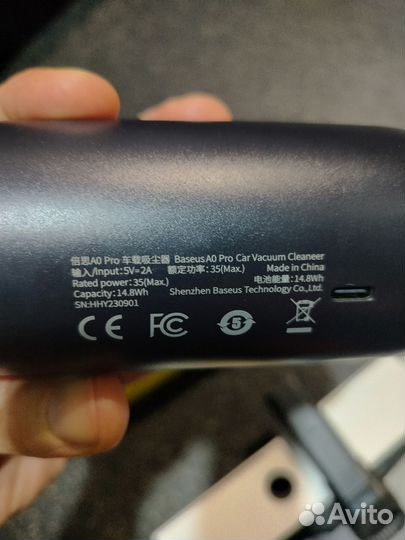 倍思A0 Pro 车载吸尘器 Baseus A0 Pro Car Vacuum Cleaneer
输入/Input:5V=2A 额定功率:35(Max.) Made in China
Rated power:35(Max.) 电池能量:14.8Wh
Capacity:14.8Wh Shenzhen Baseus Technology Co.,Ltd.
SN:HHY230901
CE FC 5
Avito